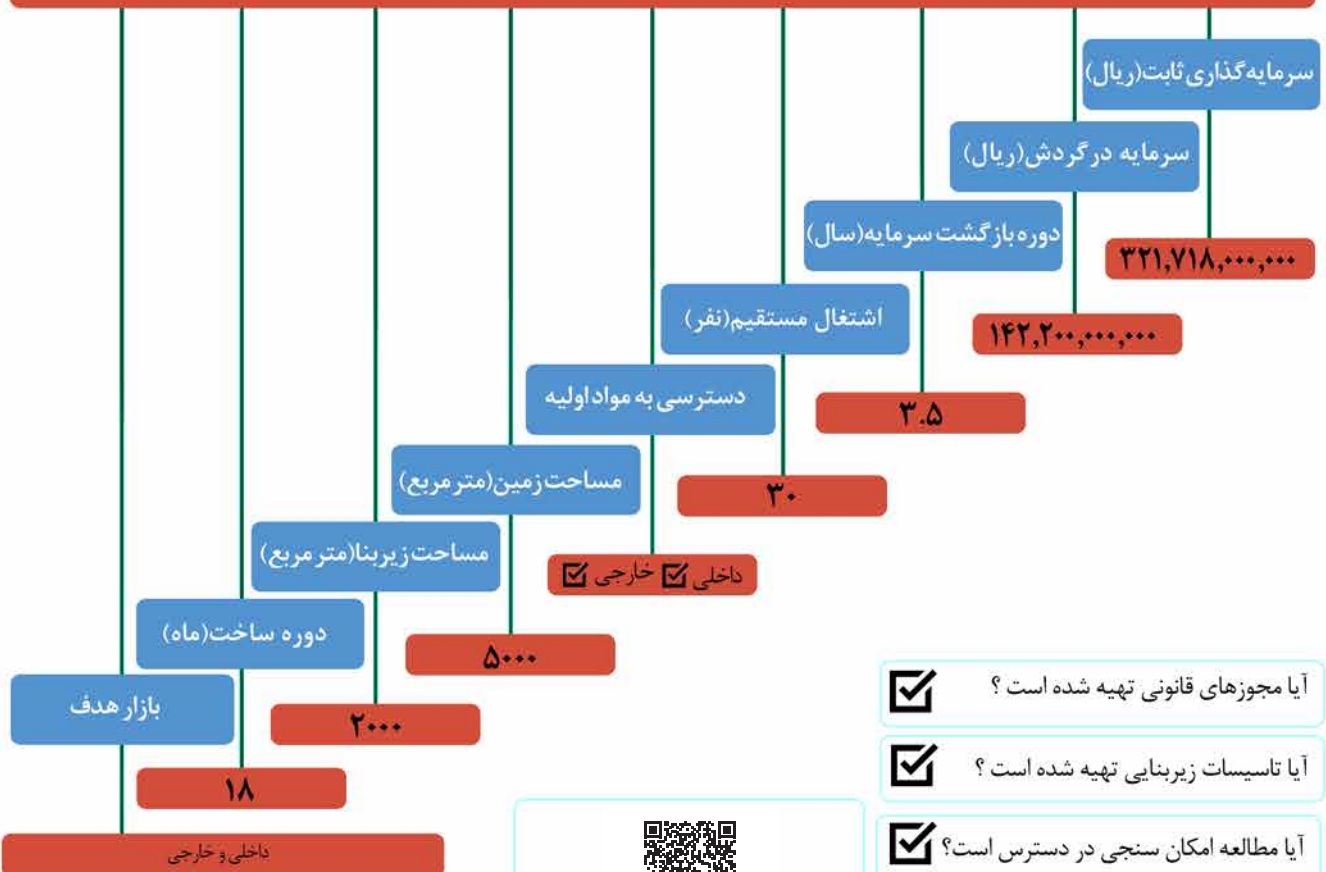 سرمایه‌گذاری ثابت(ریال)
۳۲۱,۷۱۸,۰۰۰,۰۰۰
سرمایه در گردش(ریال)
۱۴۲,۲۰۰,۰۰۰,۰۰۰
دوره بازگشت سرمایه(سال)
۳.۵
اشتغال مستقیم(نفر)
۳۰
دسترسی به مواد اولیه
داخلی ☑ خارجی ☑
مساحت زمین(متر مربع)
۵۰۰۰
مساحت زیربنا(متر مربع)
۲۰۰۰
دوره ساخت(ماه)
۱۸
بازار هدف
داخلی و خارجی
آیا مجوزهای قانونی تهیه شده است ؟ ☑
آیا تاسیسات زیربنایی تهیه شده است ؟ ☑
آیا مطالعه امکان سنجی در دسترس است؟ ☑